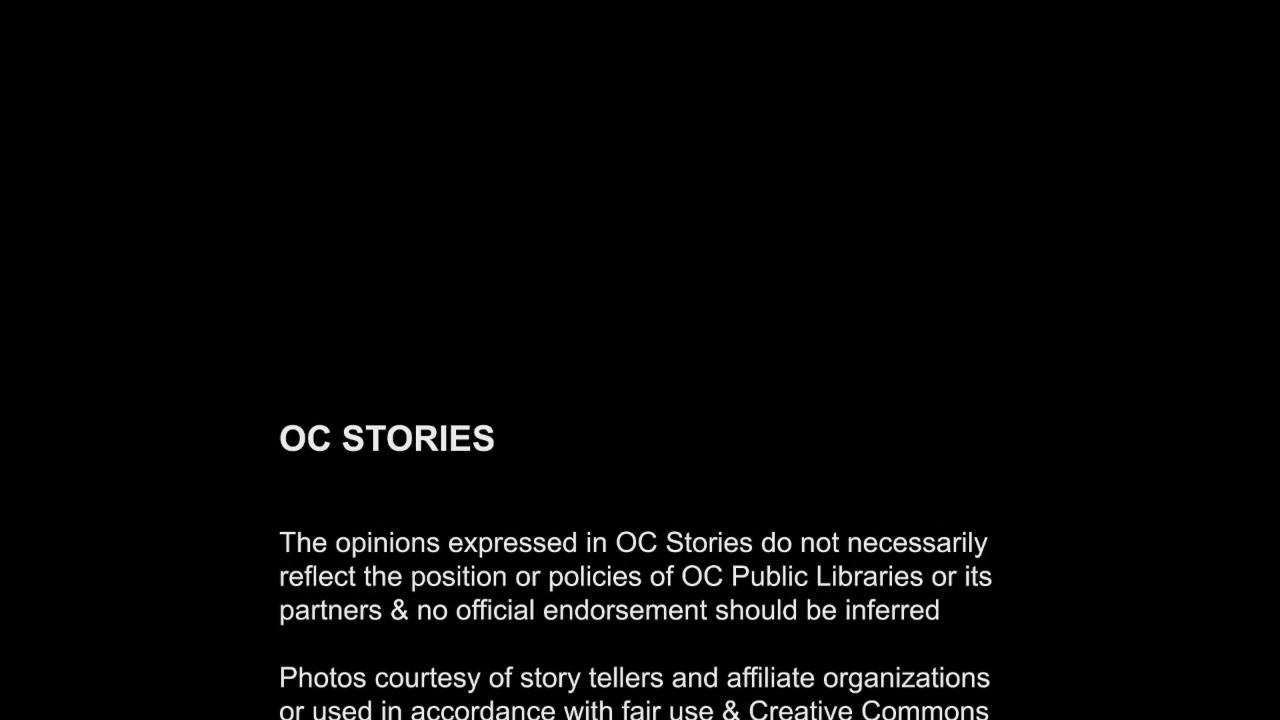 OC STORIES
The opinions expressed in OC Stories do not necessarily
reflect the position or policies of OC Public Libraries or its
partners & no official endorsement should be inferred
Photos courtesy of story tellers and affiliate organizations
or used in accordance with fair use & Creative Commons